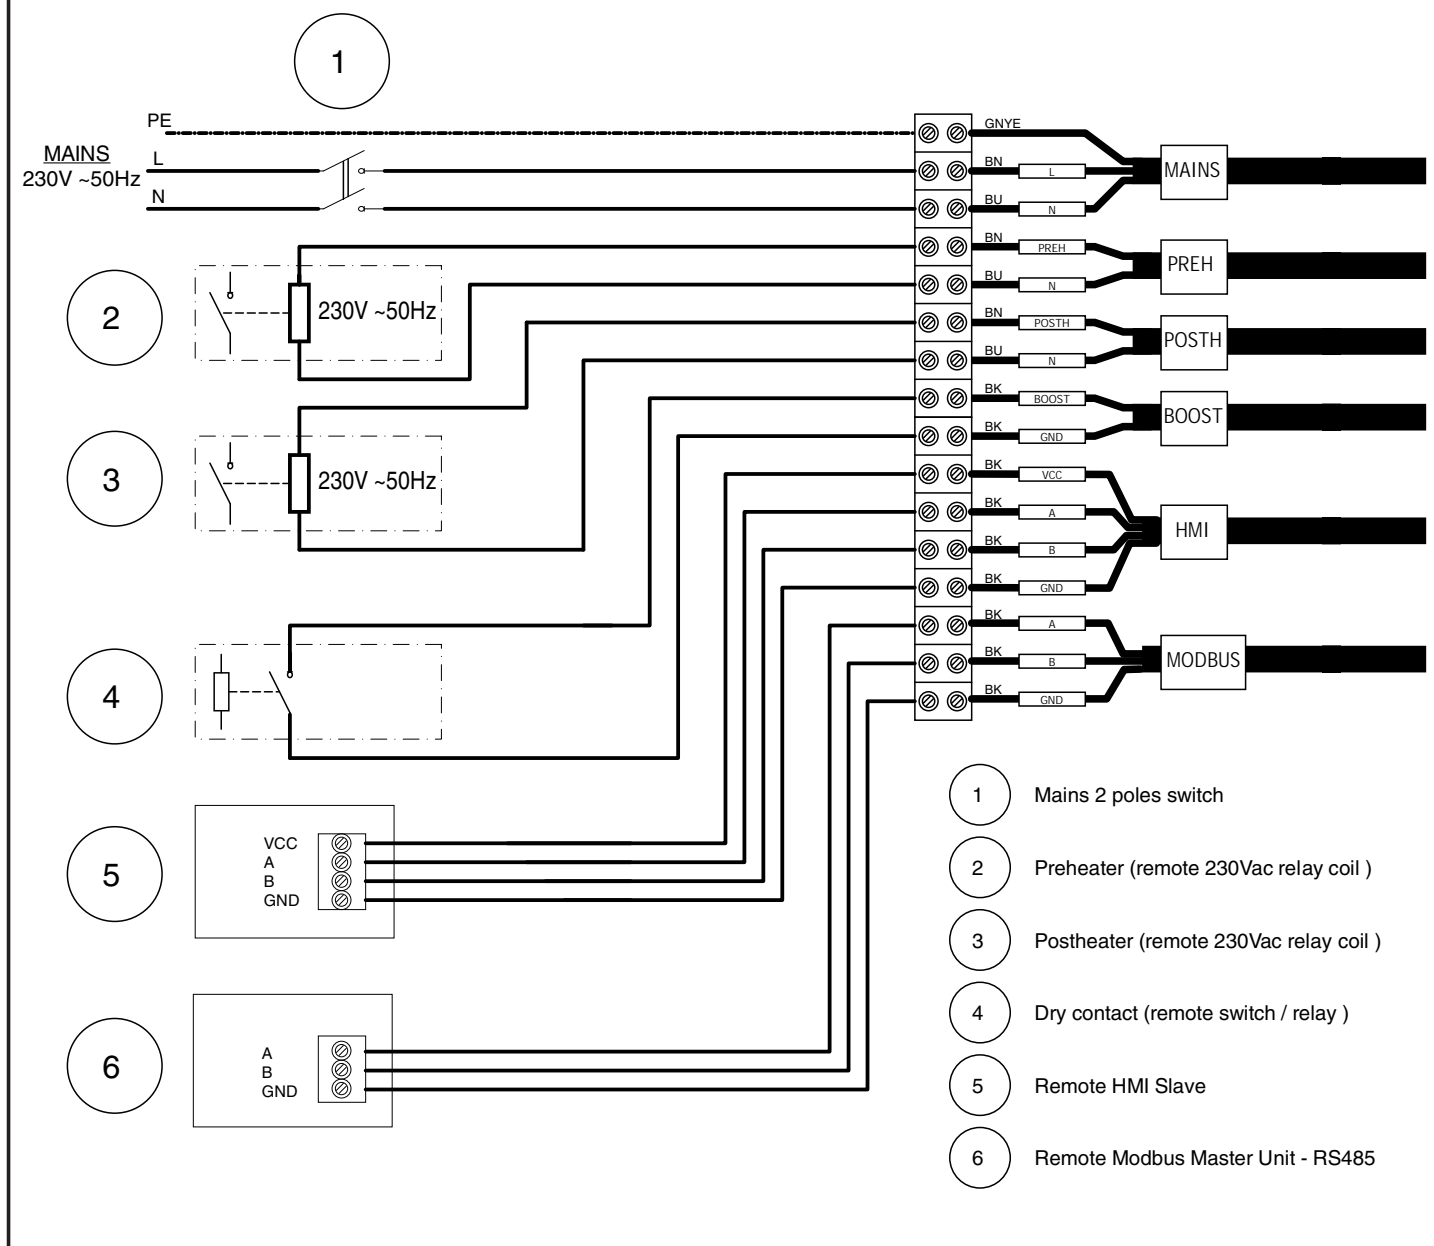 1
PE
MAINS
230V ~50Hz
L
N
GNYE
BN
L
BU
N
MAINS
BN
PREH
BU
N
PREH
2
230V ~50Hz
BN
POSTH
BU
N
POSTH
BK
BOOST
BK
GND
BOOST
3
230V ~50Hz
BK
VCC
BK
A
BK
B
BK
GND
HMI
BK
A
BK
B
BK
GND
MODBUS
4
5
VCC
A
B
GND
6
A
B
GND
1 Mains 2 poles switch
2 Preheater (remote 230Vac relay coil )
3 Postheater (remote 230Vac relay coil )
4 Dry contact (remote switch / relay )
5 Remote HMI Slave
6 Remote Modbus Master Unit - RS485